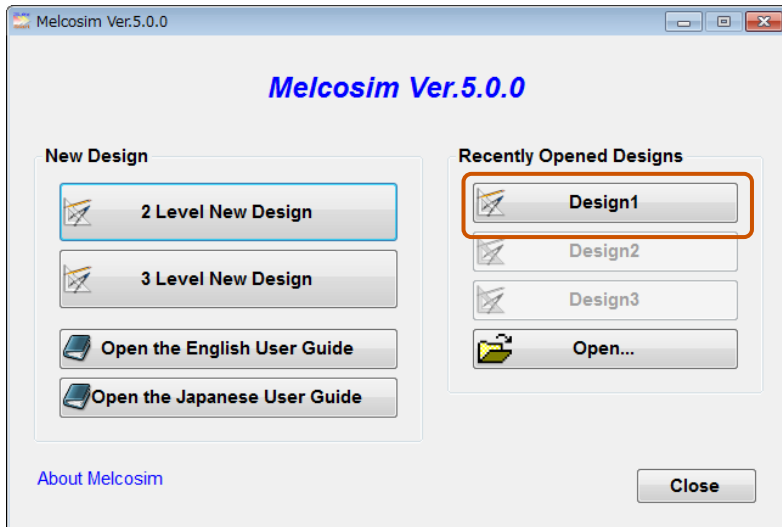 Melcosim Ver.5.0.0
Melcosim Ver.5.0.0
New Design
2 Level New Design
3 Level New Design
Open the English User Guide
Open the Japanese User Guide
Recently Opened Designs
Design1
Design2
Design3
Open...
About Melcosim
Close